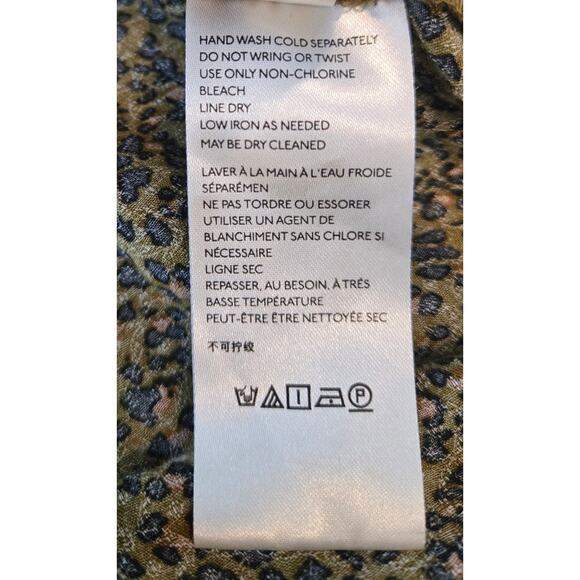 HAND WASH COLD SEPARATELY
DO NOT WRING OR TWIST
USE ONLY NON-CHLORINE
BLEACH
LINE DRY
LOW IRON AS NEEDED
MAY BE DRY CLEANED
LAVER À LA MAIN À L'EAU FROIDE
SÉPARÉMEN
NE PAS TORDRE OU ESSORER
UTILISER UN AGENT DE
BLANCHIMENT SANS CHLORE SI
NÉCESSAIRE
LIGNE SEC
REPASSER, AU BESOIN, À TRÉS
BASSE TEMPÉRATURE
PEUT-ÊTRE ÊTRE NETTOYÉE SEC
不可拧绞
P